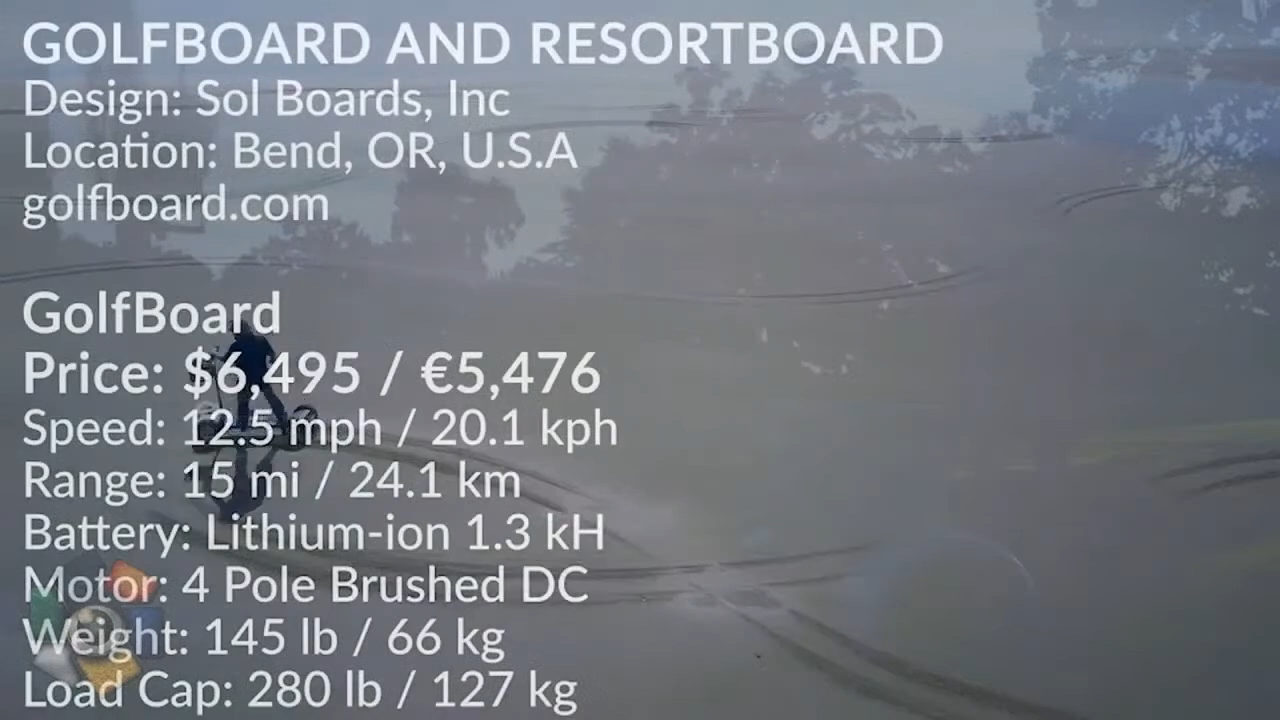 GOLFBOARD AND RESORTBOARD
Design: Sol Boards, Inc
Location: Bend, OR, U.S.A
golfboard.com
GolfBoard
Price: $6,495 / €5,476
Speed: 12.5 mph / 20.1 kph
Range: 15 mi / 24.1 km
Battery: Lithium-ion 1.3 kH
Motor: 4 Pole Brushed DC
Weight: 145 lb / 66 kg
Load Cap: 280 lb / 127 kg